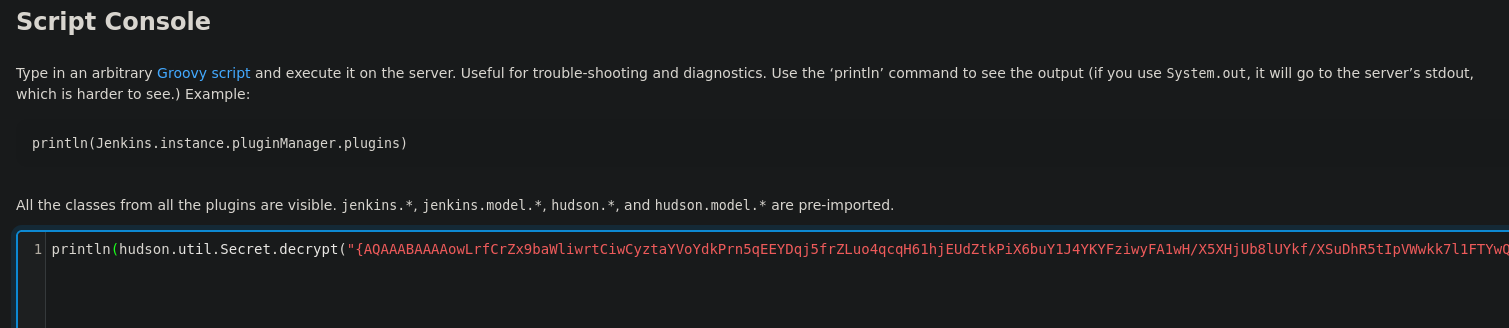 Script Console
Type in an arbitrary Groovy script and execute it on the server. Useful for trouble-shooting and diagnostics. Use the ‘println’ command to see the output (if you use System.out, it will go to the server’s stdout,
which is harder to see.) Example:
println(Jenkins.instance.pluginManager.plugins)
All the classes from all the plugins are visible. jenkins.*, jenkins.model.*, hudson.*, and hudson.model.* are pre-imported.
1 println(hudson.util.Secret.decrypt("{AQAAABAAAAowLrfCrZx9baWliwrtCiwCyztaYVoYdkPrn5qEEYDqj5frZLuo4qcqH61hjEUdZtkPiX6buY1J4YKYFziwyFA1wH/X5XHjUb8lUYkf/XSuDhR5tIpVWwkk7l1FTYwQ